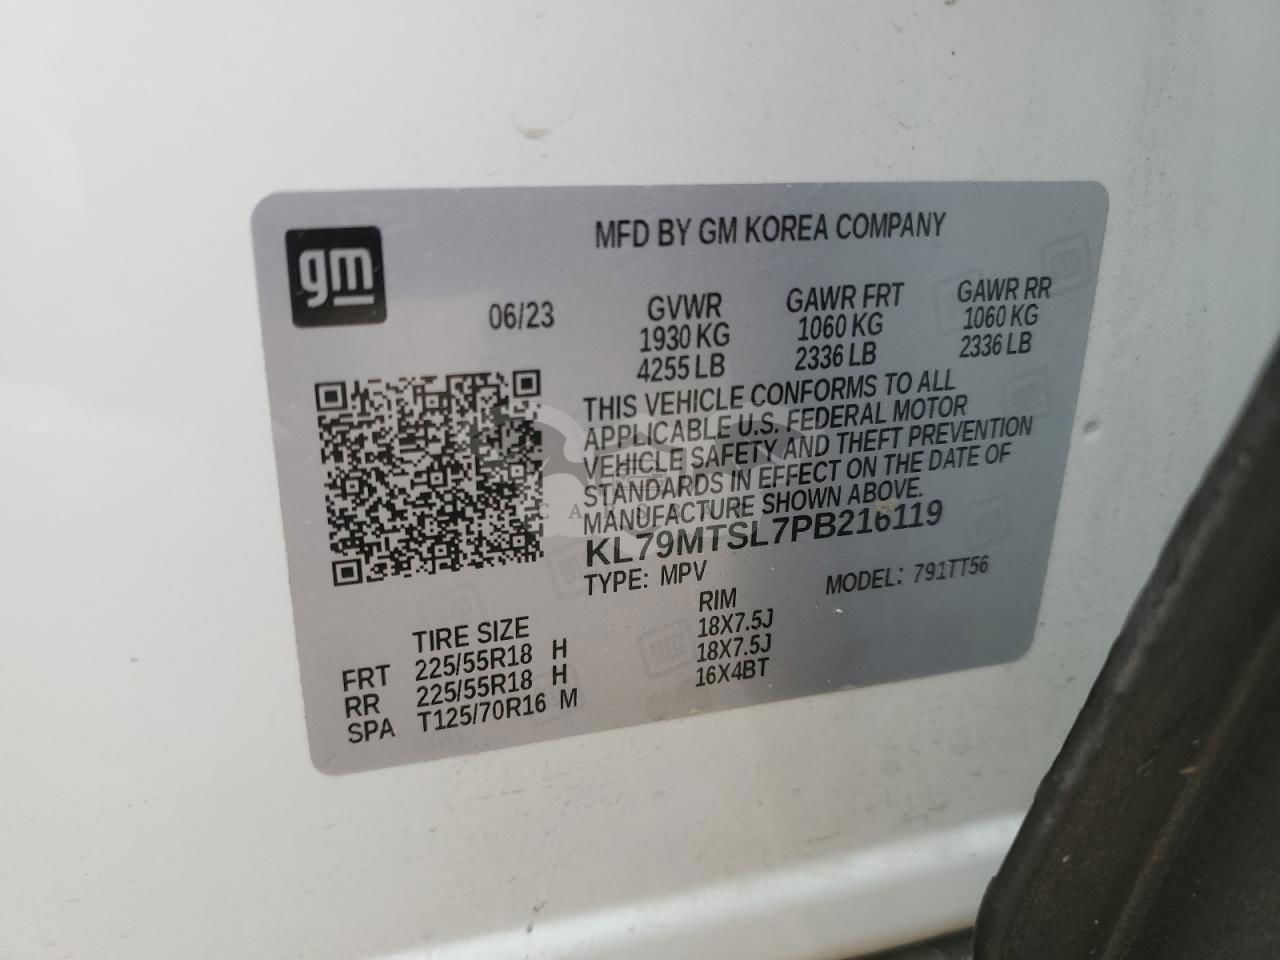 gm
MFD BY GM KOREA COMPANY
06/23
GVWR
1930 KG
4255 LB
GAWR FRT
1060 KG
2336 LB
GAWR RR
1060 KG
2336 LB
THIS VEHICLE CONFORMS TO ALL
APPLICABLE U.S. FEDERAL MOTOR
VEHICLE SAFETY AND THEFT PREVENTION
STANDARDS IN EFFECT ON THE DATE OF
MANUFACTURE SHOWN ABOVE.
KL79MTSL7PB216119
TYPE: MPV
MODEL: 791TT56
TIRE SIZE RIM
FRT 225/55R18 H 18X7.5J
RR 225/55R18 H 18X7.5J
SPA T125/70R16 M 16X4BT